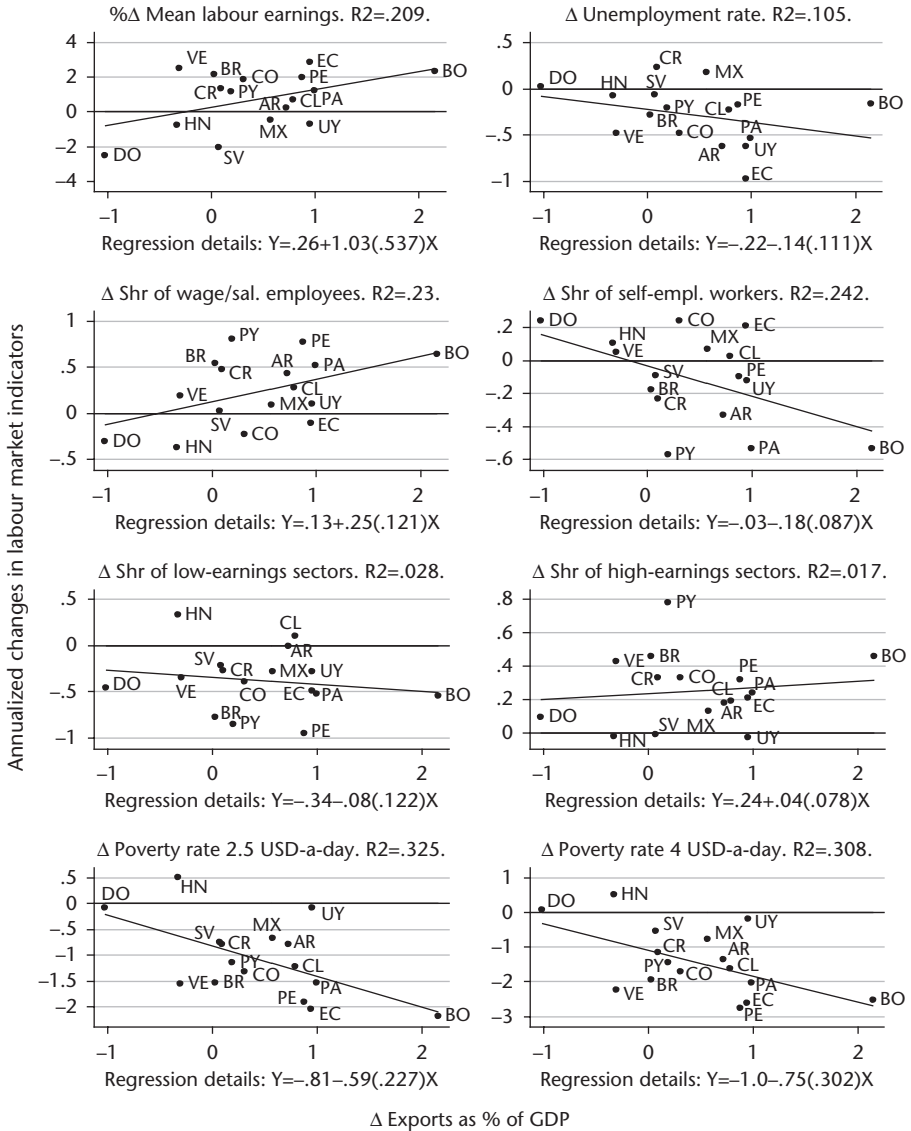 %Δ Mean labour earnings. R2=.209.
4
2
0
−2
−4
VE
BR
CO
EC
PE
BO
CR
PY
AR
CL
PA
HN
MX
UY
DO
SV
−1
0
1
2
Regression details: Y=.26+1.03(.537)X
Δ Unemployment rate. R2=.105.
.5
0
−.5
−1
DO
HN
SV
CR
MX
BO
PY
CL
PE
BR
VE
CO
PA
AR
UY
EC
−1
0
1
2
Regression details: Y=−.22−.14(.111)X
Δ Shr of wage/sal. employees. R2=.23.
1
.5
0
−.5
PY
PE
BR
CR
AR
PA
BO
VE
CL
SV
MX
UY
DO
HN
CO
EC
−1
0
1
2
Regression details: Y=.13+.25(.121)X
Δ Shr of self-empl. workers. R2=.242.
.2
0
−.2
−.4
−.6
DO
CO
EC
HN
MX
VE
CL
SV
PE
BR
UY
CR
AR
PY
PA
BO
−1
0
1
2
Regression details: Y=−.03−.18(.087)X
Δ Shr of low-earnings sectors. R2=.028.
.5
0
−.5
−1
HN
CL
AR
SV
CR
MX
UY
DO
VE
CO
EC
PA
BO
BR
PY
PE
−1
0
1
2
Regression details: Y=−.34−.08(.122)X
Δ Shr of high-earnings sectors. R2=.017.
.8
.6
.4
.2
0
PY
VE
BR
BO
CR
CO
PE
CL
PA
DO
AR
EC
MX
SV
HN
UY
−1
0
1
2
Regression details: Y=.24+.04(.078)X
Δ Poverty rate 2.5 USD-a-day. R2=.325.
.5
0
−.5
−1
−1.5
−2
DO
HN
UY
MX
SV
CR
AR
PY
CO
CL
VE
BR
PA
PE
EC
BO
−1
0
1
2
Regression details: Y=−.81−.59(.227)X
Δ Poverty rate 4 USD-a-day. R2=.308.
1
0
−1
−2
−3
DO
HN
SV
UY
MX
CR
AR
PY
CO
CL
VE
BR
PA
EC
PE
BO
−1
0
1
2
Regression details: Y=−1.0−.75(.302)X
Annualized changes in labour market indicators
Δ Exports as % of GDP